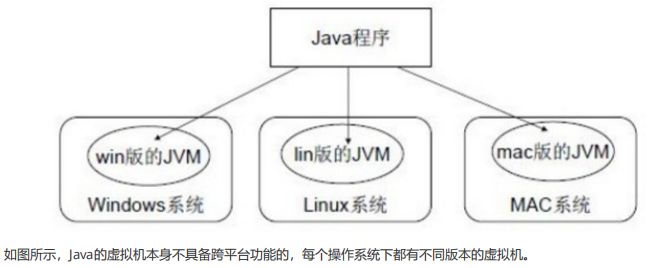 Java程序
win版的JVM
lin版的JVM
mac版的JVM
Windows系统
Linux系统
MAC系统
如图所示，Java的虚拟机本身不具备跨平台功能的，每个操作系统下都有不同版本的虚拟机。